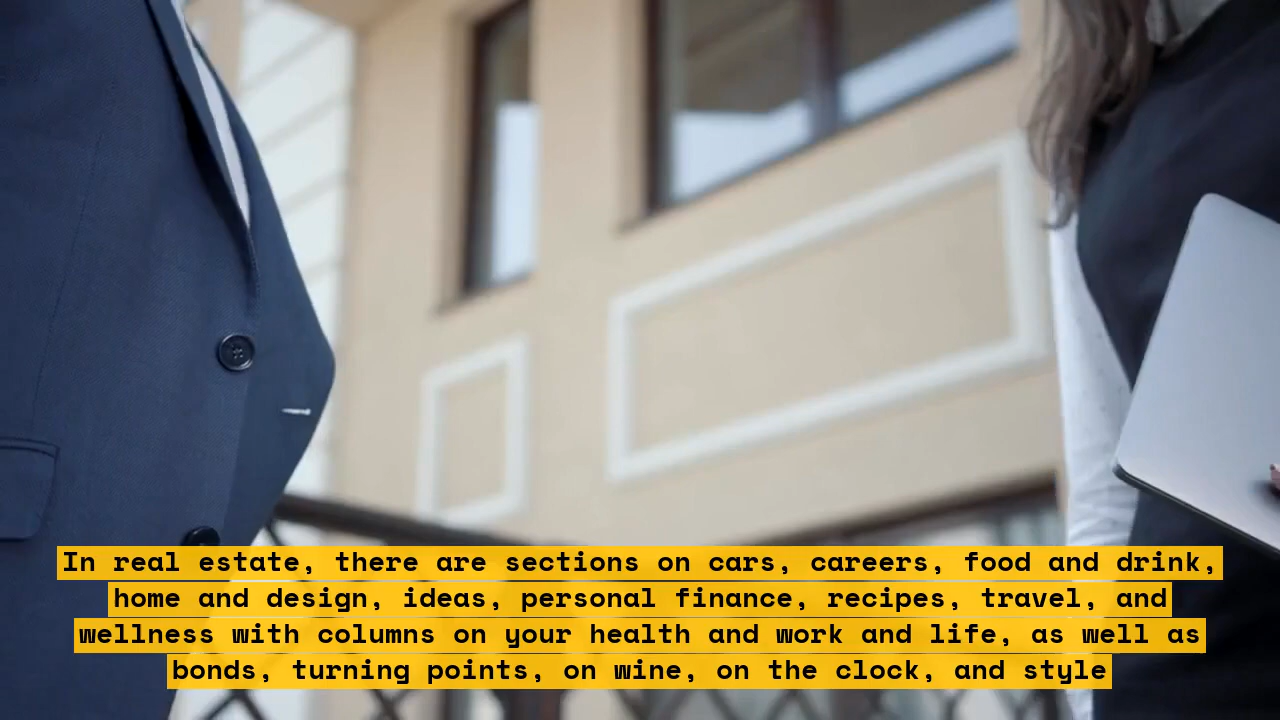 In real estate, there are sections on cars, careers, food and drink,
home and design, ideas, personal finance, recipes, travel, and
wellness with columns on your health and work and life, as well as
bonds, turning points, on wine, on the clock, and style